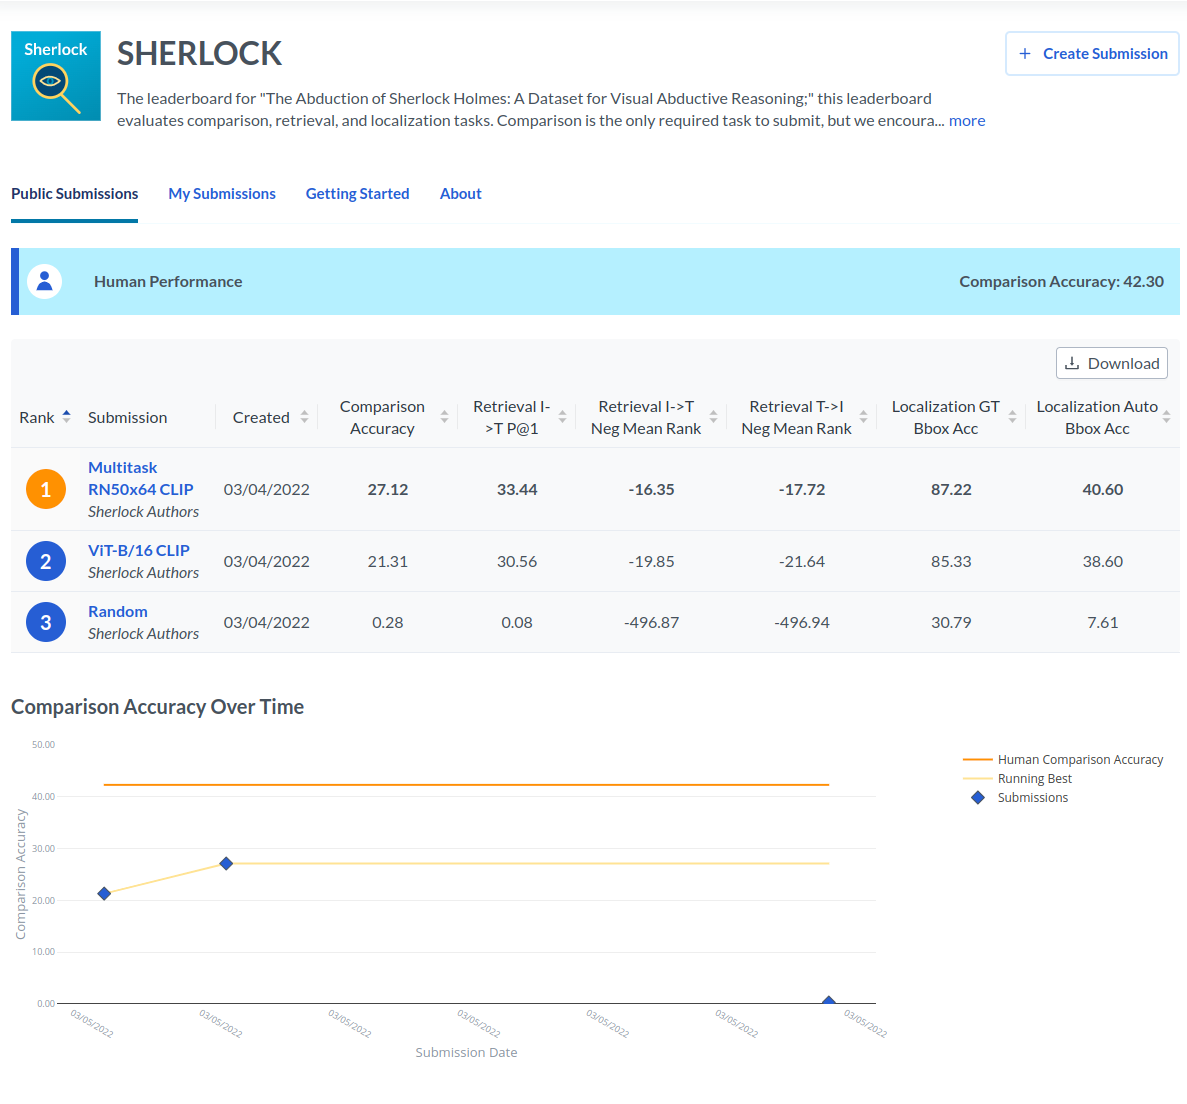 Sherlock
SHERLOCK
+ Create Submission
The leaderboard for "The Abduction of Sherlock Holmes: A Dataset for Visual Abductive Reasoning;" this leaderboard
evaluates comparison, retrieval, and localization tasks. Comparison is the only required task to submit, but we encoura... more
Public Submissions My Submissions Getting Started About
Human Performance Comparison Accuracy: 42.30
Download
Rank Submission Created Comparison Accuracy Retrieval I->T P@1 Retrieval I->T Neg Mean Rank Retrieval T->I Neg Mean Rank Localization GT Bbox Acc Localization Auto Bbox Acc
1 Multitask RN50x64 CLIP Sherlock Authors 03/04/2022 27.12 33.44 -16.35 -17.72 87.22 40.60
2 ViT-B/16 CLIP Sherlock Authors 03/04/2022 21.31 30.56 -19.85 -21.64 85.33 38.60
3 Random Sherlock Authors 03/04/2022 0.28 0.08 -496.87 -496.94 30.79 7.61
Comparison Accuracy Over Time
50.00
40.00
30.00
20.00
10.00
0.00
Comparison Accuracy
03/05/2022 03/05/2022 03/05/2022 03/05/2022 03/05/2022 03/05/2022 03/05/2022
Submission Date
Human Comparison Accuracy
Running Best
Submissions